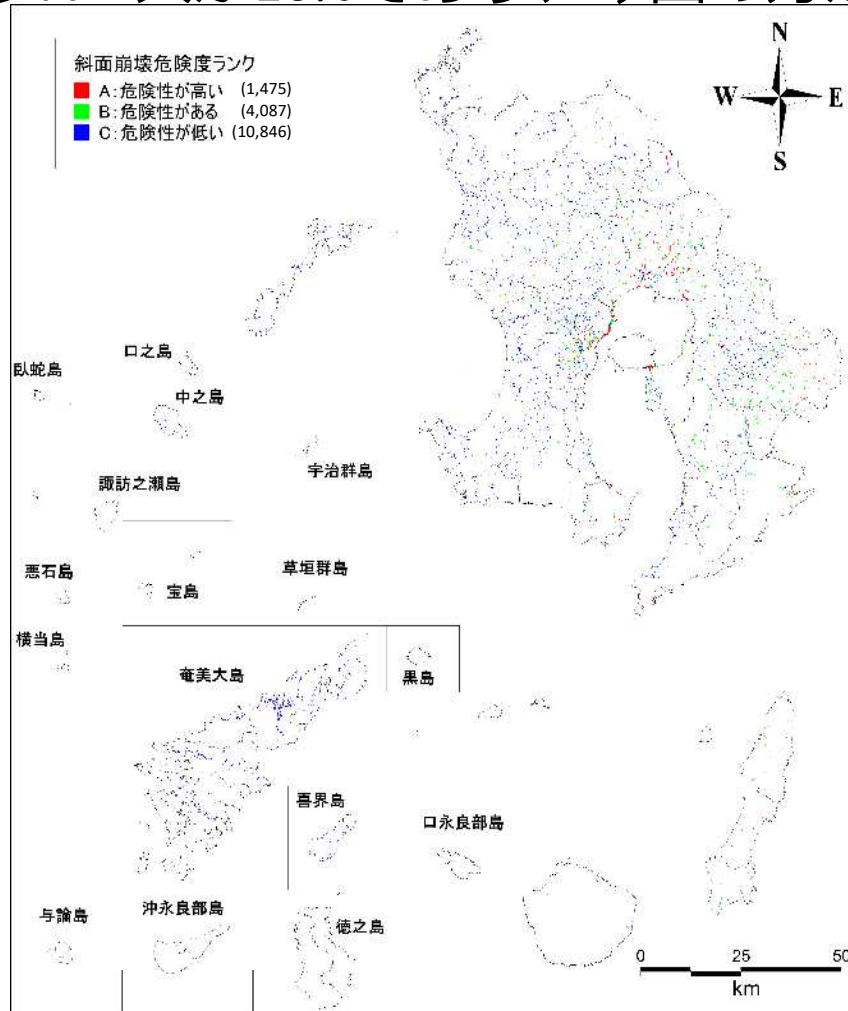 斜面崩壊危険度ランク
A:危険性が高い (1,475)
B:危険性がある (4,087)
C:危険性が低い (10,846)
N
W
E
S
口之島
臥蛇島
中之島
宇治群島
諏訪之瀬島
悪石島
宝島
草垣群島
横当島
奄美大島
黒島
喜界島
口永良部島
与論島
沖永良部島
徳之島
0 25 50
km